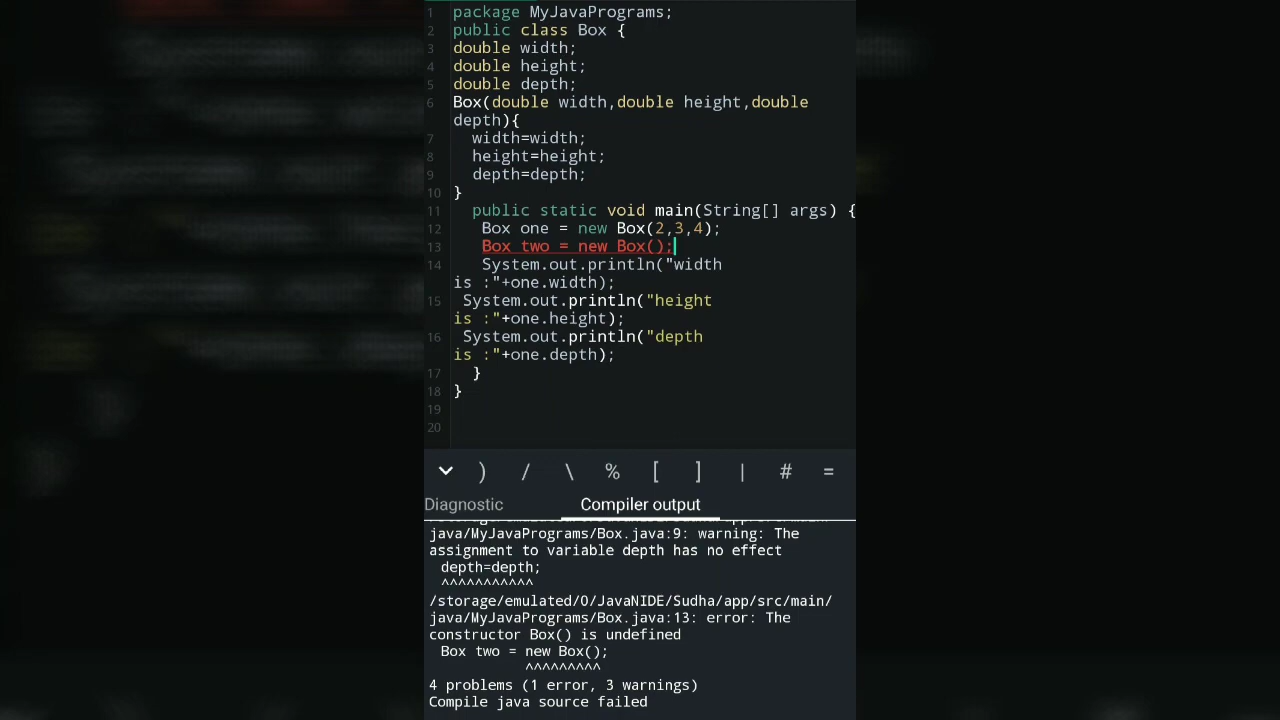 1 package MyJavaPrograms;
2 public class Box {
3 double width;
4 double height;
5 double depth;
6 Box(double width,double height,double
depth){
7 width=width;
8 height=height;
9 depth=depth;
10 }
11 public static void main(String[] args) {
12 Box one = new Box(2,3,4);
13 Box two = new Box();
14 System.out.println("width
is :"+one.width);
15 System.out.println("height
is :"+one.height);
16 System.out.println("depth
is :"+one.depth);
17 }
18 }
19
20
) / \ % [ ] | # =
Diagnostic Compiler output
java/MyJavaPrograms/Box.java:9: warning: The
assignment to variable depth has no effect
depth=depth;
^^^^^^^^^^^
/storage/emulated/0/JavaNIDE/Sudha/app/src/main/
java/MyJavaPrograms/Box.java:13: error: The
constructor Box() is undefined
Box two = new Box();
^^^^^^^^^
4 problems (1 error, 3 warnings)
Compile java source failed